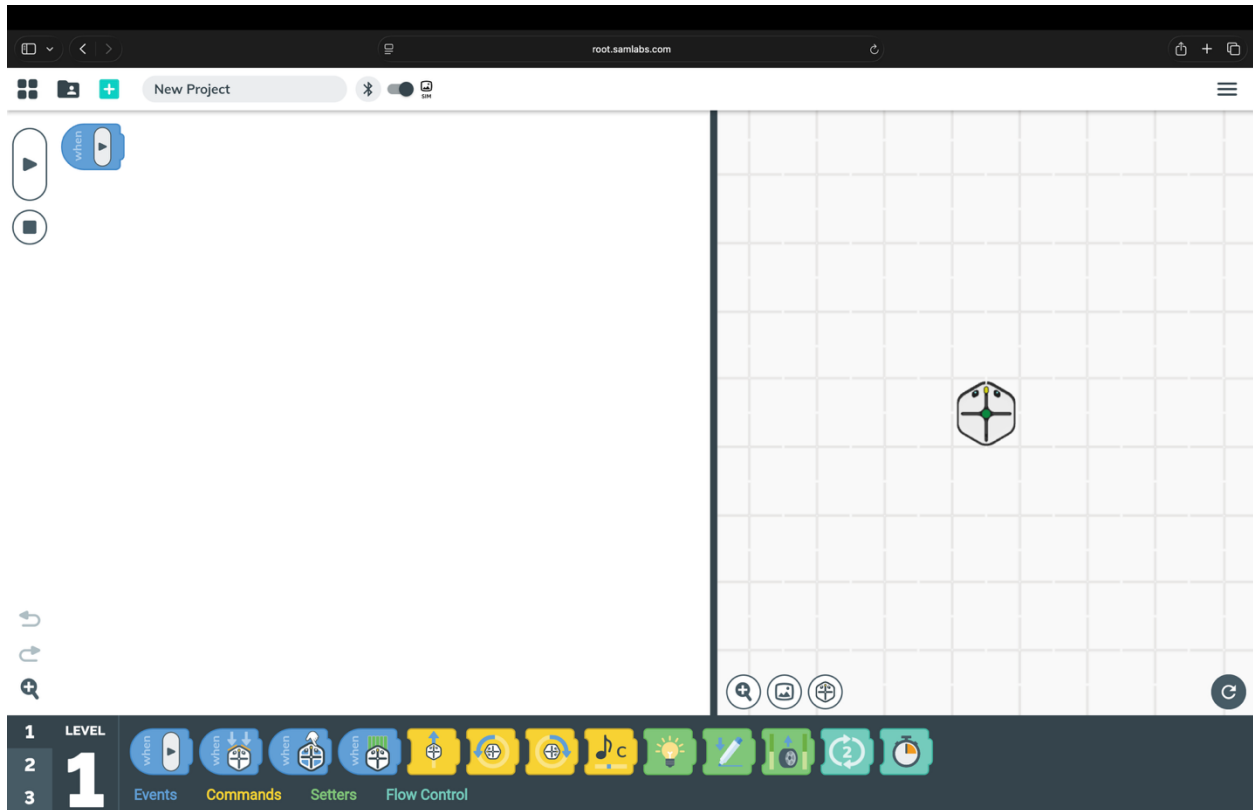 root.samlabs.com
New Project
SIM
when
1
2
3
LEVEL
1
when
when
when
when
C
2
Events Commands Setters Flow Control